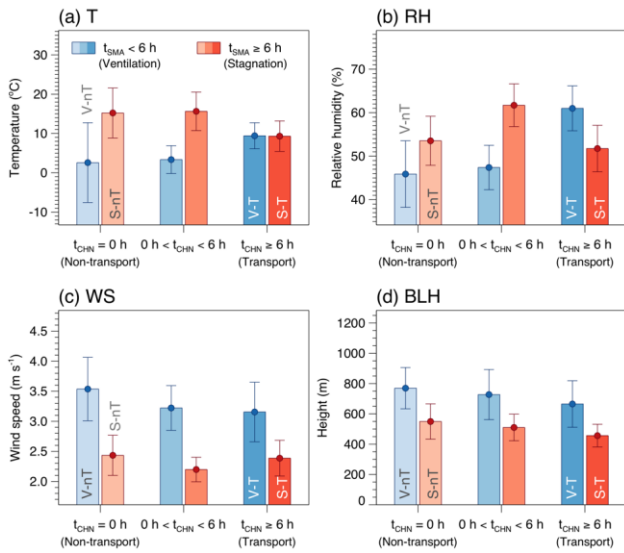 (a) T
Temperature (°C)
30
20
10
0
-10
t_SMA < 6 h
(Ventilation)
t_SMA ≥ 6 h
(Stagnation)
V-nT
S-nT
V-T
S-T
t_CHN = 0 h
(Non-transport)
0 h < t_CHN < 6 h
t_CHN ≥ 6 h
(Transport)
(b) RH
Relative humidity (%)
80
70
60
50
40
V-nT
S-nT
V-T
S-T
t_CHN = 0 h
(Non-transport)
0 h < t_CHN < 6 h
t_CHN ≥ 6 h
(Transport)
(c) WS
Wind speed (m s⁻¹)
4.5
4.0
3.5
3.0
2.5
2.0
V-nT
S-nT
V-T
S-T
t_CHN = 0 h
(Non-transport)
0 h < t_CHN < 6 h
t_CHN ≥ 6 h
(Transport)
(d) BLH
Height (m)
1200
1000
800
600
400
200
0
V-nT
S-nT
V-T
S-T
t_CHN = 0 h
(Non-transport)
0 h < t_CHN < 6 h
t_CHN ≥ 6 h
(Transport)